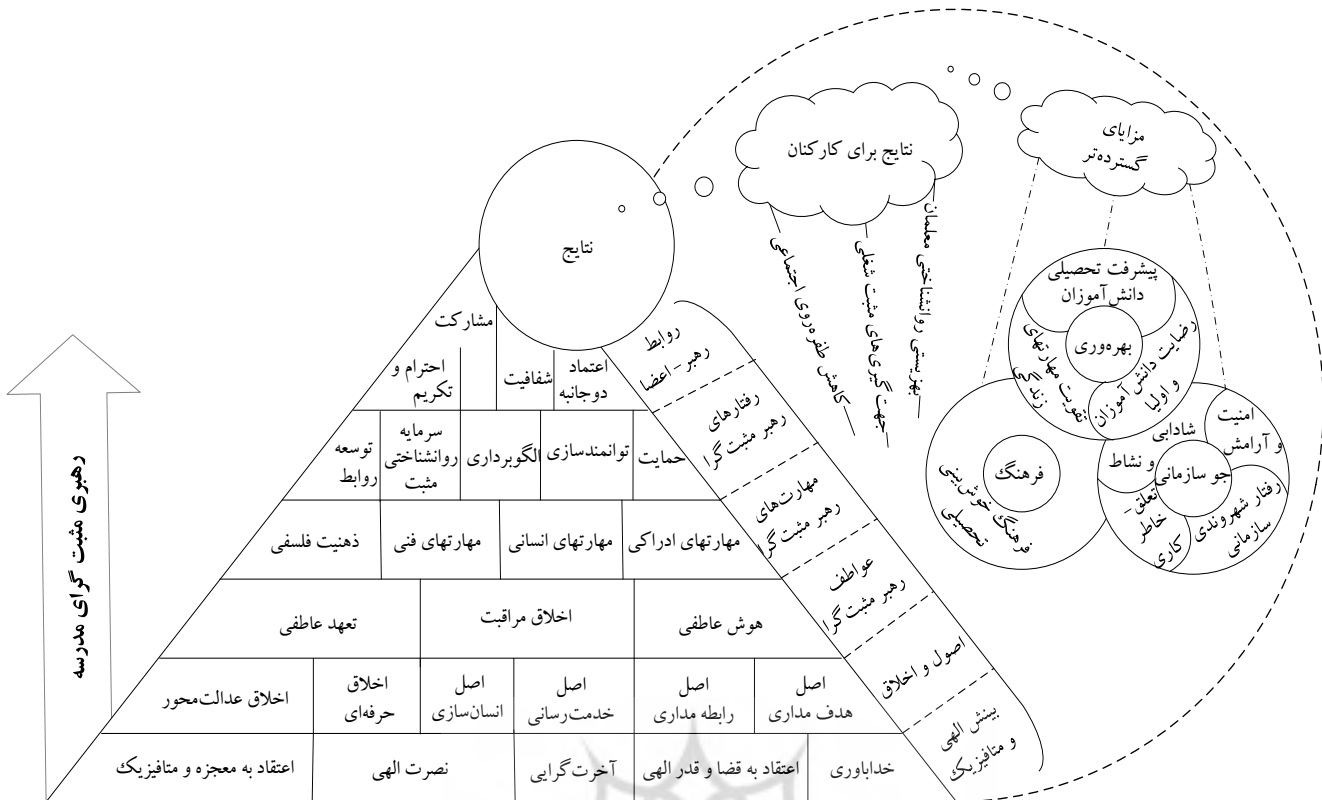 مزایای
گسترده‌تر
نتایج برای کارکنان
بهزیستی روانشناختی معلمان
جهت گیری‌های مثبت شغلی
کاهش طفره‌روی اجتماعی
پیشرفت تحصیلی
دانش‌آموزان
بهره‌وری
رضایت دانش‌آموزان
و اولیا
تقویت مهارتهای
زندگی
امنیت
و آرامش
شادابی
و نشاط
جو سازمانی
تعلق-
خاطر
کاری
رفتار شهروندی
سازمانی
فرهنگ
فرهنگ خوش‌بینی
تحصیلی
نتایج
روابط
رهبر-اعضا
مشارکت
اعتماد
دوجانبه
شفافیت
احترام و
تکریم
رفتارهای
رهبر مثبت‌گرا
حمایت
توانمندسازی
الگوبرداری
سرمایه
روانشناختی
مثبت
توسعه
روابط
مهارت‌های
رهبر مثبت‌گرا
مهارتهای ادراکی
مهارتهای انسانی
مهارتهای فنی
ذهنیت فلسفی
عواطف
رهبر مثبت‌گرا
هوش عاطفی
اخلاق مراقبت
تعهد عاطفی
اصول و اخلاق
اصل
هدف مداری
اصل
رابطه مداری
اصل
خدمت‌رسانی
اصل
انسان‌سازی
اخلاق
حرفه‌ای
اخلاق عدالت‌محور
بینش الهی
و متافیزیک
خداباوری
اعتقاد به قضا و قدر الهی
آخرت‌گرایی
نصرت الهی
اعتقاد به معجزه و متافیزیک
رهبری مثبت گرای مدرسه